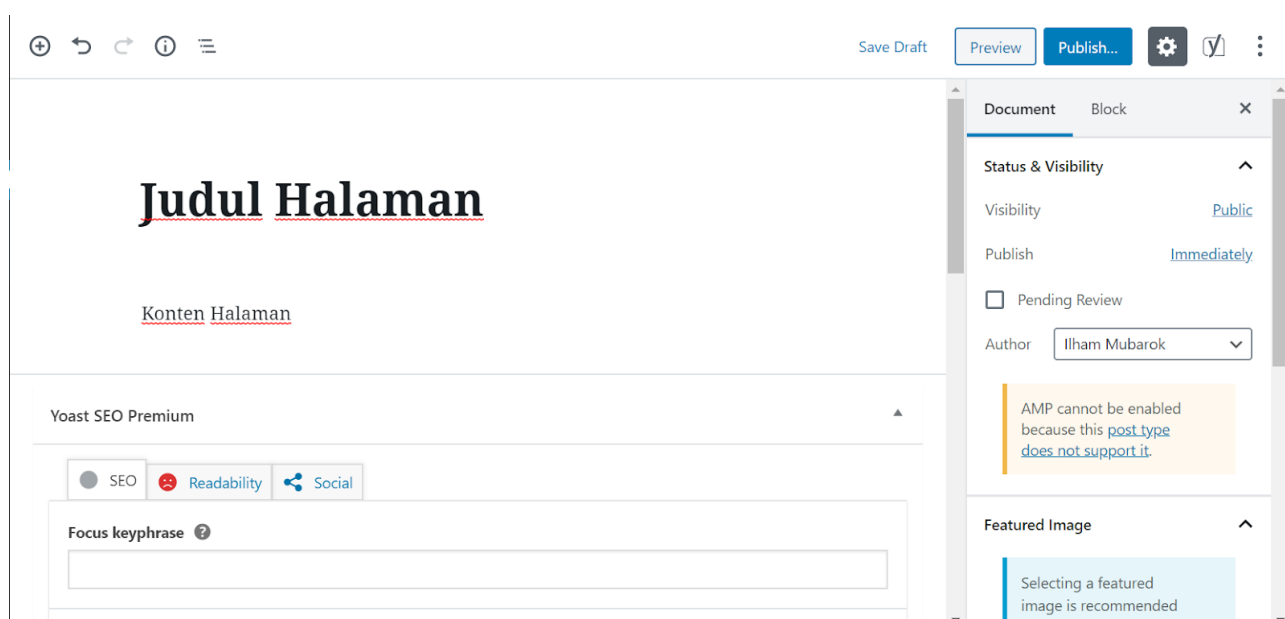 Save Draft
Preview
Publish...
Document
Block
Status & Visibility
Visibility
Public
Publish
Immediately
Pending Review
Author
Ilham Mubarok
AMP cannot be enabled
because this post type
does not support it.
Featured Image
Selecting a featured
image is recommended
Judul Halaman
Konten Halaman
Yoast SEO Premium
SEO
Readability
Social
Focus keyphrase